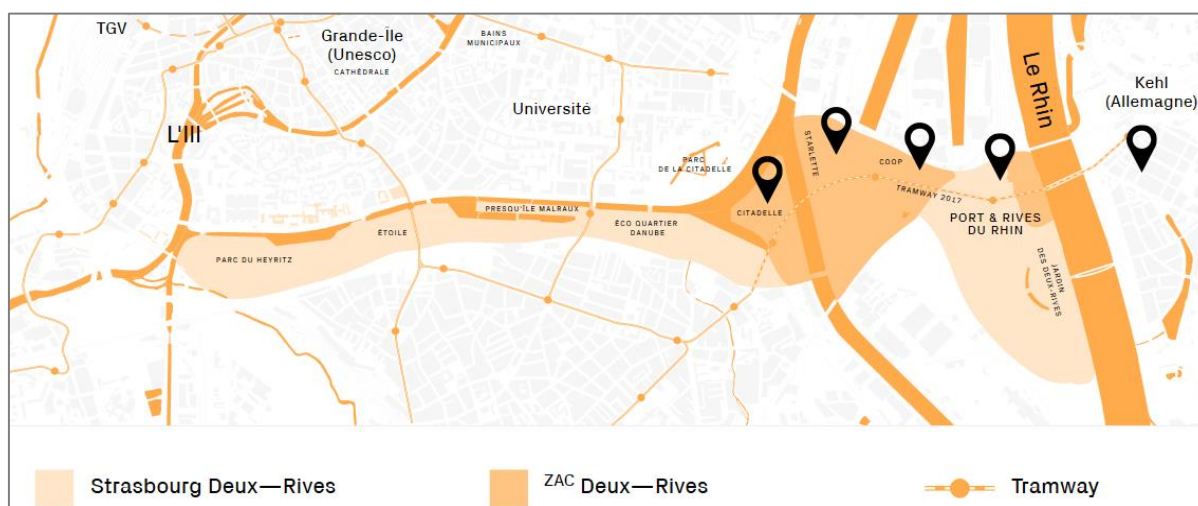 TGV
Grande-Île
(Unesco)
CATHÉDRALE
BAINS
MUNICIPAUX
Université
L'Ill
PARC
DE LA CITADELLE
STARLETTE
COOP
Le Rhin
Kehl
(Allemagne)
TRAMWAY 2017
CITADELLE
PRESQU'ÎLE MALRAUX
ÉCO QUARTIER
DANUBE
ÉTOILE
PARC DU HEYRITZ
PORT & RIVES
DU RHIN
JARDIN
DES DEUX-RIVES
Strasbourg Deux—Rives
ZAC Deux—Rives
Tramway